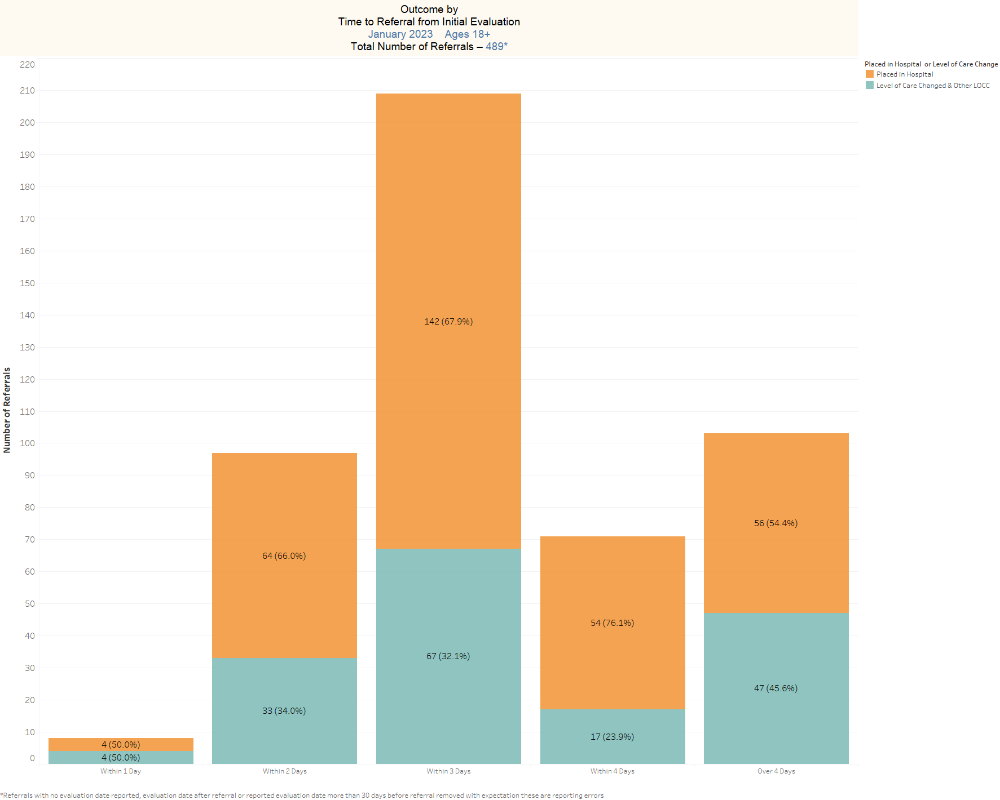 Outcome by
Time to Referral from Initial Evaluation
January 2023 Ages 18+
Total Number of Referrals – 489*
Placed in Hospital or Level of Care Change
Placed in Hospital
Level of Care Changed & Other LOCC
Number of Referrals
220
210
200
190
180
170
160
150
140
130
120
110
100
90
80
70
60
50
40
30
20
10
0
4 (50.0%)
4 (50.0%)
64 (66.0%)
33 (34.0%)
142 (67.9%)
67 (32.1%)
54 (76.1%)
17 (23.9%)
56 (54.4%)
47 (45.6%)
Within 1 Day
Within 2 Days
Within 3 Days
Within 4 Days
Over 4 Days
*Referrals with no evaluation date reported, evaluation date after referral or reported evaluation date more than 30 days before referral removed with expectation these are reporting errors